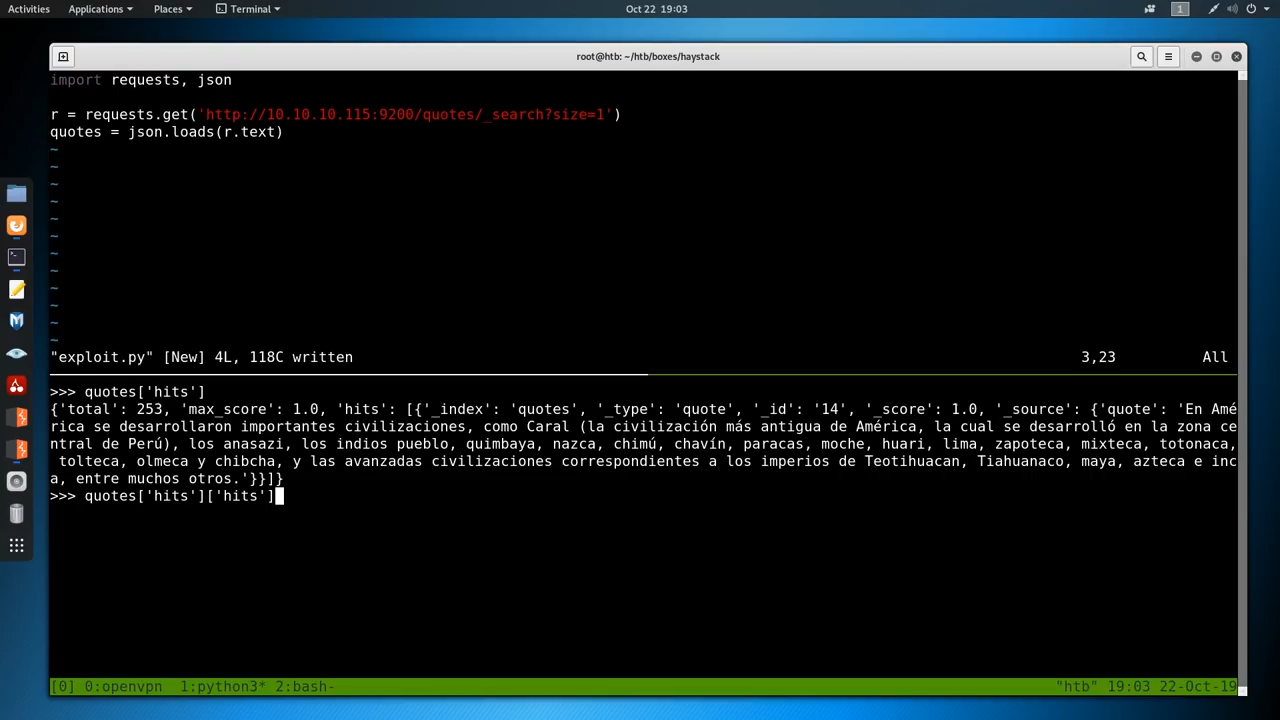 Activities Applications Places Terminal Oct 22 19:03 1
root@htb: ~/htb/boxes/haystack
import requests, json
r = requests.get('http://10.10.10.115:9200/quotes/_search?size=1')
quotes = json.loads(r.text)
~
~
~
~
~
~
~
~
~
~
~
~
"exploit.py" [New] 4L, 118C written 3,23 All
>>> quotes['hits']
{'total': 253, 'max_score': 1.0, 'hits': [{'_index': 'quotes', '_type': 'quote', '_id': '14', '_score': 1.0, '_source': {'quote': 'En Amé
rica se desarrollaron importantes civilizaciones, como Caral (la civilización más antigua de América, la cual se desarrolló en la zona ce
ntral de Perú), los anasazi, los indios pueblo, quimbaya, nazca, chimú, chavín, paracas, moche, huari, lima, zapoteca, mixteca, totonaca,
 tolteca, olmeca y chibcha, y las avanzadas civilizaciones correspondientes a los imperios de Teotihuacan, Tiahuanaco, maya, azteca e inc
a, entre muchos otros.'}}]}
>>> quotes['hits']['hits']
[0] 0:openvpn 1:python3* 2:bash- "htb" 19:03 22-Oct-19